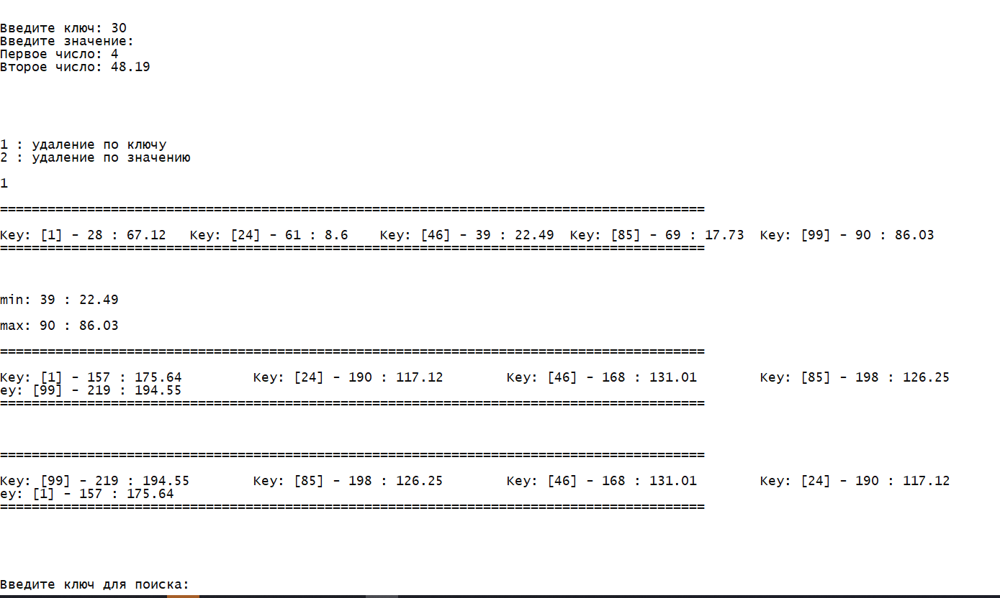 Введите ключ: 30
Введите значение:
Первое число: 4
Второе число: 48.19
1 : удаление по ключу
2 : удаление по значению
1
=========================================================================================
Key: [1] - 28 : 67.12   Key: [24] - 61 : 8.6    Key: [46] - 39 : 22.49  Key: [85] - 69 : 17.73  Key: [99] - 90 : 86.03
=========================================================================================
min: 39 : 22.49
max: 90 : 86.03
=========================================================================================
Key: [1] - 157 : 175.64         Key: [24] - 190 : 117.12        Key: [46] - 168 : 131.01        Key: [85] - 198 : 126.25
ey: [99] - 219 : 194.55
=========================================================================================
=========================================================================================
Key: [99] - 219 : 194.55        Key: [85] - 198 : 126.25        Key: [46] - 168 : 131.01        Key: [24] - 190 : 117.12
ey: [1] - 157 : 175.64
=========================================================================================
Введите ключ для поиска: